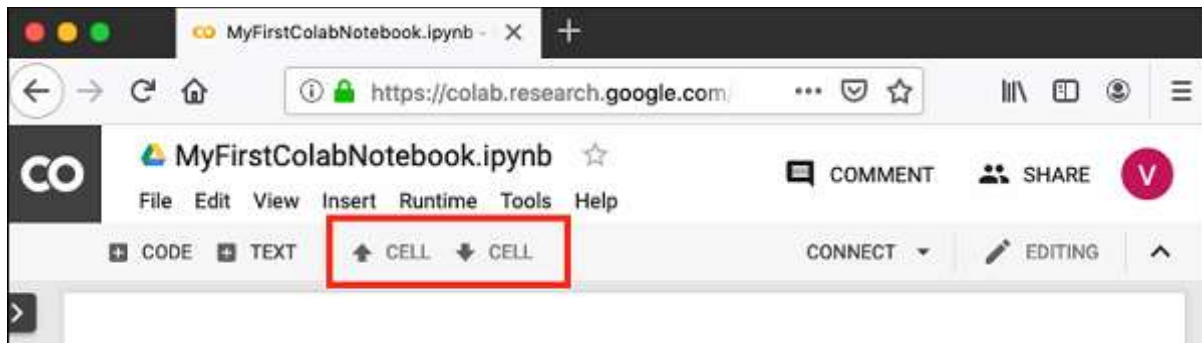 CO MyFirstColabNotebook.ipynb -
https://colab.research.google.com/
CO MyFirstColabNotebook.ipynb
COMMENT SHARE V
File Edit View Insert Runtime Tools Help
CODE TEXT CELL CELL CONNECT EDITING